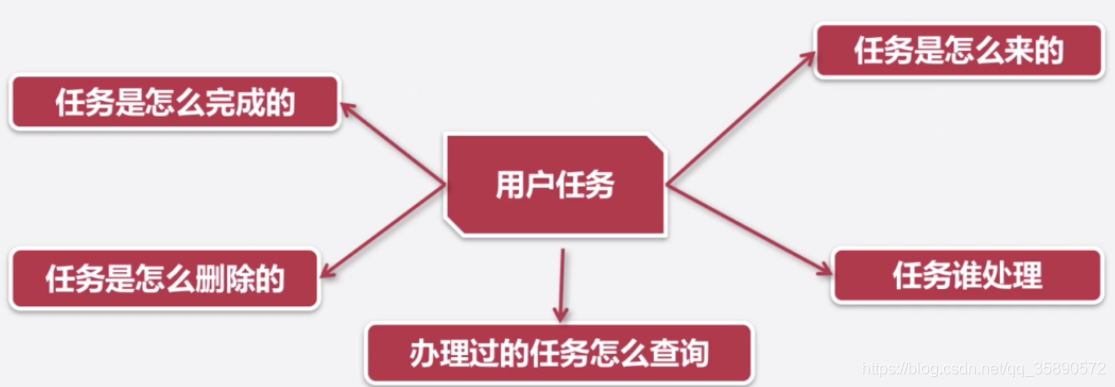 任务是怎么来的
任务是怎么完成的
用户任务
任务是怎么删除的
任务谁处理
办理过的任务怎么查询
https://blog.csdn.net/qq_35890572